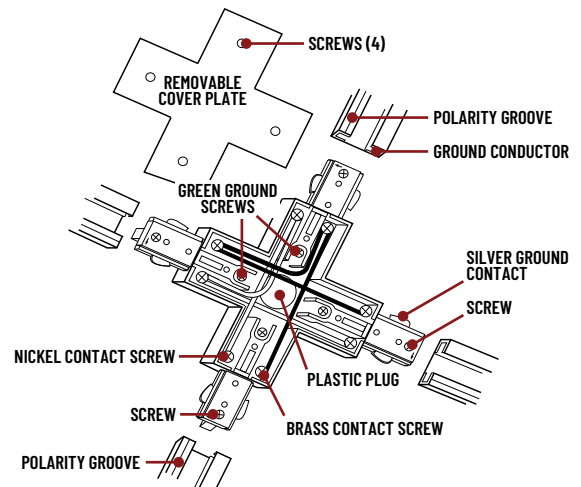 SCREWS (4)
REMOVABLE
COVER PLATE
POLARITY GROOVE
GROUND CONDUCTOR
GREEN GROUND
SCREWS
SILVER GROUND
CONTACT
SCREW
NICKEL CONTACT SCREW
PLASTIC PLUG
SCREW
BRASS CONTACT SCREW
POLARITY GROOVE